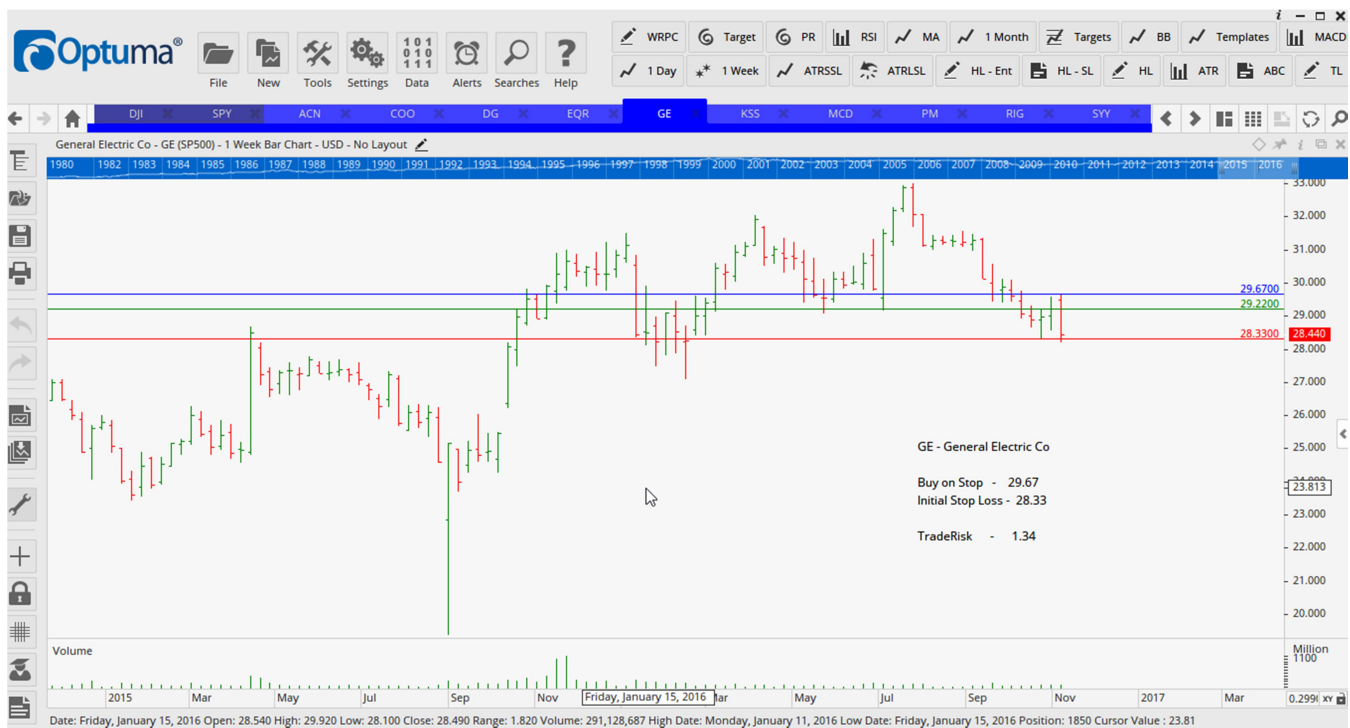 i
Optuma®
File New Tools Settings Data Alerts Searches Help
101
010
111
WRPC Target PR RSI MA 1 Month Targets BB Templates MACD
1 Day 1 Week ATRSSL ATRLSL HL - Ent HL - SL HL ATR ABC TL
DJI SPY ACN COO DG EQR GE KSS MCD PM RIG SYY
General Electric Co - GE (SP500) - 1 Week Bar Chart - USD - No Layout
1980 1982 1983 1984 1985 1986 1987 1988 1989 1990 1991 1992 1993 1994 1995 1996 1997 1998 1999 2000 2001 2002 2003 2004 2005 2006 2007 2008 2009 2010 2011 2012 2013 2014 2015 2016
33.000
32.000
31.000
30.000
29.6700
29.2200
29.000
28.3300 28.440
28.000
27.000
26.000
25.000
GE - General Electric Co
Buy on Stop - 29.67
23.813
Initial Stop Loss - 28.33
23.000
TradeRisk - 1.34
22.000
21.000
20.000
Volume
Million
1100
2015 Mar May Jul Sep Nov Friday, January 15, 2016 Mar May Jul Sep Nov 2017 Mar 0.299 XY
Date: Friday, January 15, 2016 Open: 28.540 High: 29.920 Low: 28.100 Close: 28.490 Range: 1.820 Volume: 291,128,687 High Date: Monday, January 11, 2016 Low Date: Friday, January 15, 2016 Position: 1850 Cursor Value : 23.81